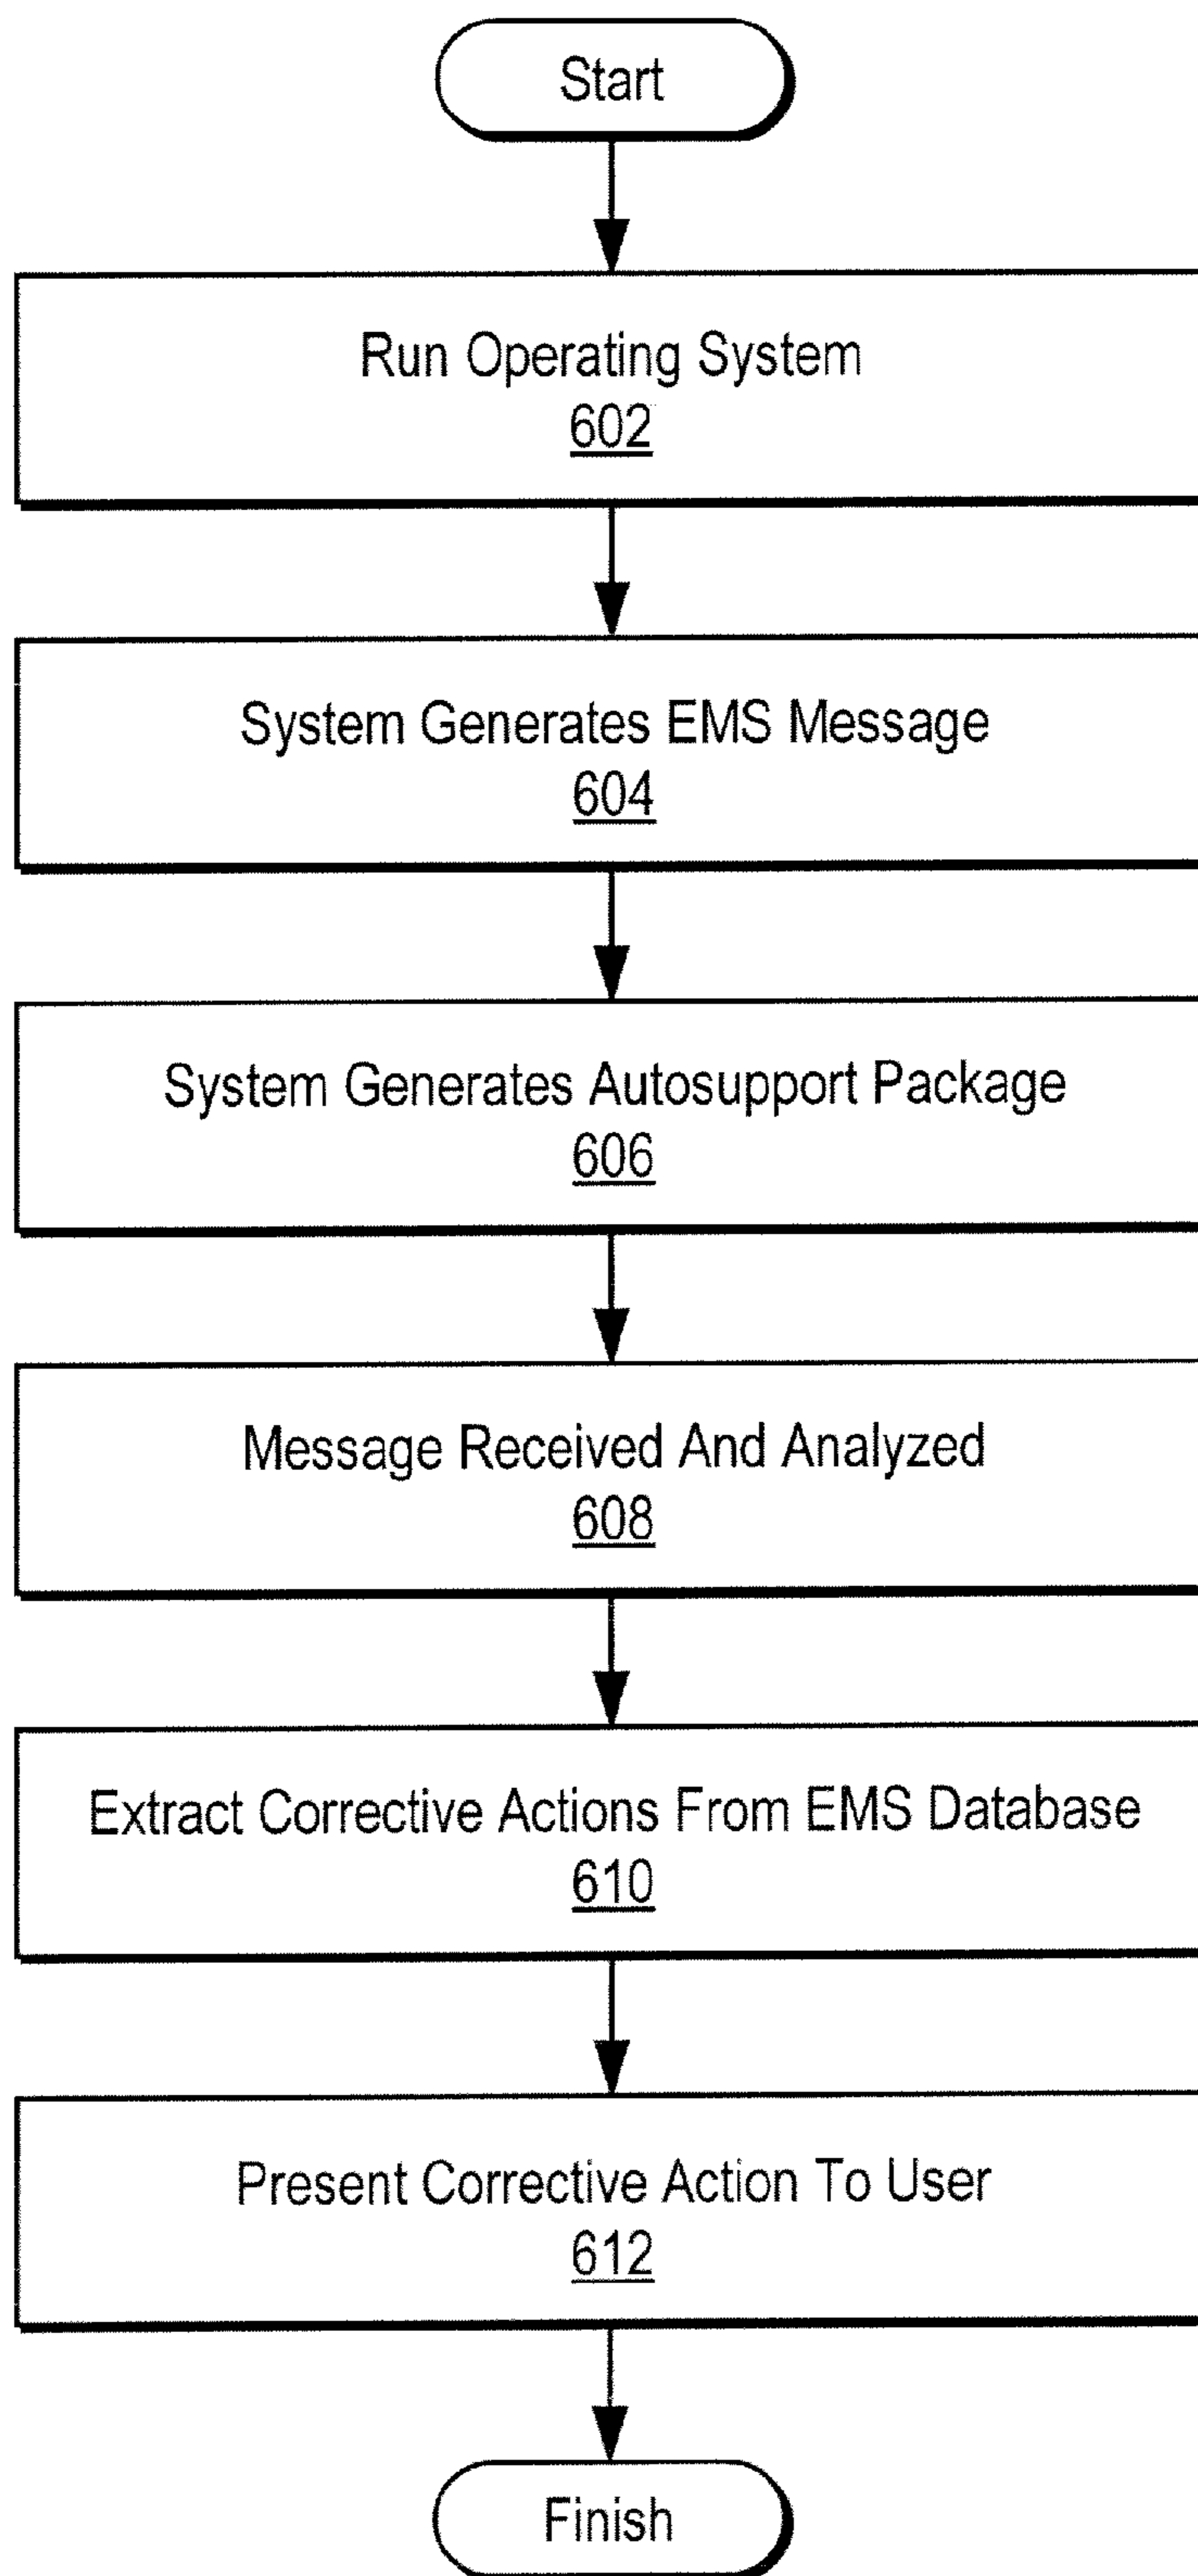 Start
Run Operating System
602
System Generates EMS Message
604
System Generates Autosupport Package
606
Message Received And Analyzed
608
Extract Corrective Actions From EMS Database
610
Present Corrective Action To User
612
Finish